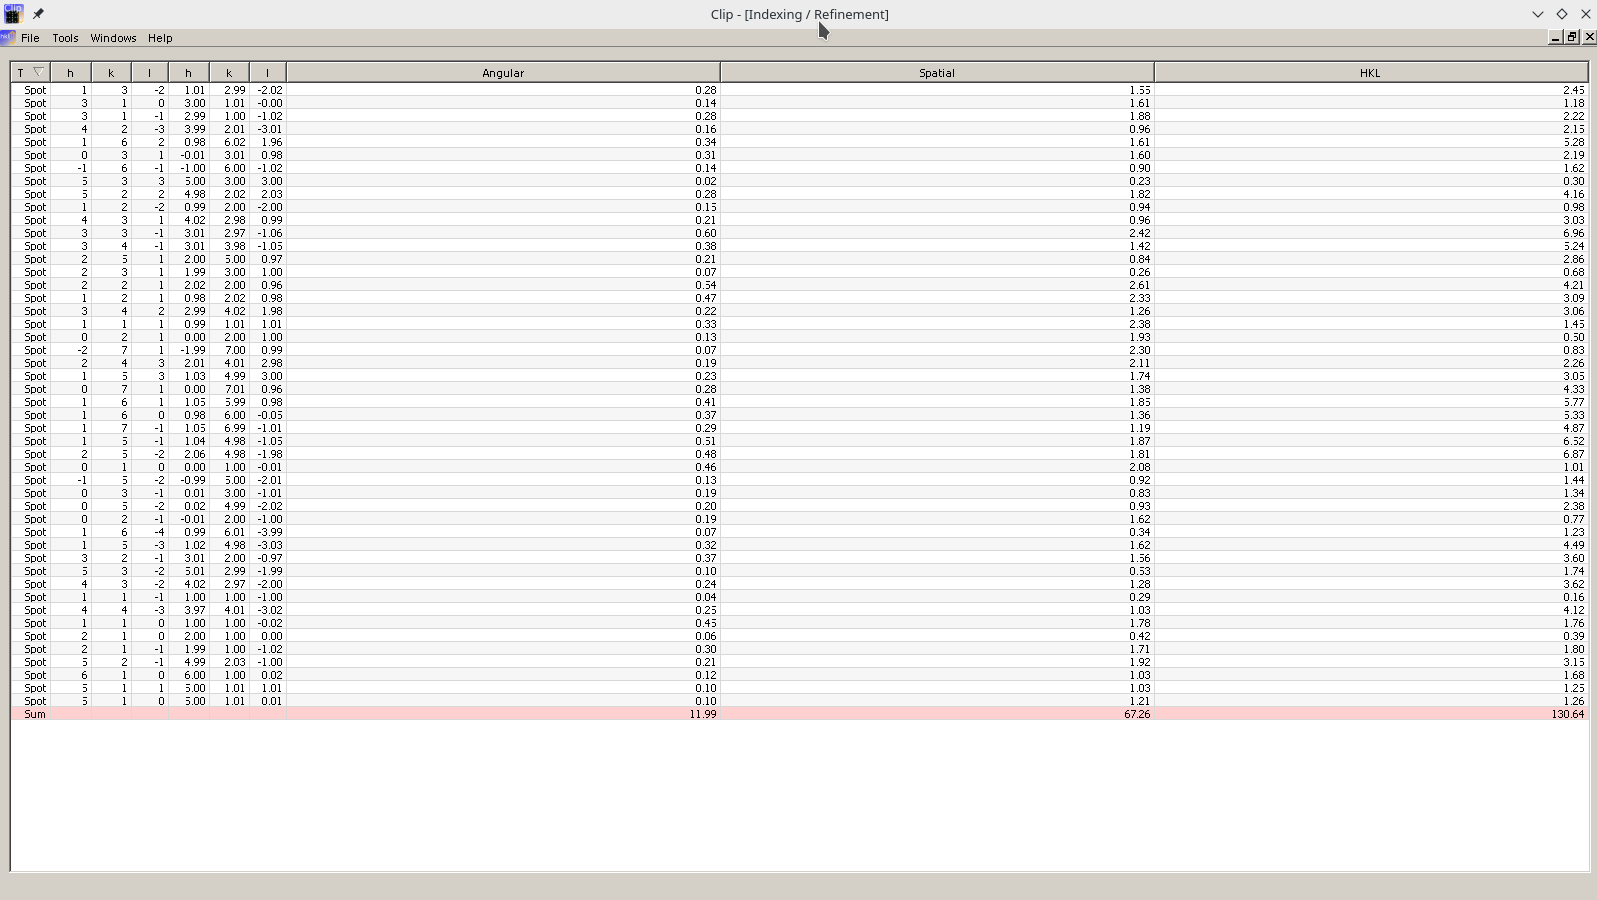 Clip - [Indexing / Refinement]
File Tools Windows Help
T h k l h k l Angular Spatial HKL
Spot 1 3 -2 1.01 2.99 -2.02 0.28 1.55 2.45
Spot 3 1 0 3.00 1.01 -0.00 0.14 1.61 1.18
Spot 3 1 -1 2.99 1.00 -1.02 0.28 1.88 2.22
Spot 4 2 -3 3.99 2.01 -3.01 0.16 0.96 2.15
Spot 1 6 2 0.98 6.02 1.96 0.34 1.61 5.28
Spot 0 3 1 -0.01 3.01 0.98 0.31 1.60 2.19
Spot -1 6 -1 -1.00 6.00 -1.02 0.14 0.90 1.62
Spot 5 3 3 5.00 3.00 3.00 0.02 0.23 0.30
Spot 5 2 2 4.98 2.02 2.03 0.28 1.82 4.16
Spot 1 2 -2 0.99 2.00 -2.00 0.15 0.94 0.98
Spot 4 3 1 4.02 2.98 0.99 0.21 0.96 3.03
Spot 3 3 -1 3.01 2.97 -1.06 0.60 2.42 6.96
Spot 3 4 -1 3.01 3.98 -1.05 0.38 1.42 5.24
Spot 2 5 1 2.00 5.00 0.97 0.21 0.84 2.86
Spot 2 3 1 1.99 3.00 1.00 0.07 0.26 0.68
Spot 2 2 1 2.02 2.00 0.96 0.54 2.61 4.21
Spot 1 2 1 0.98 2.02 0.98 0.47 2.33 3.09
Spot 3 4 2 2.99 4.02 1.98 0.22 1.26 3.06
Spot 1 1 1 0.99 1.01 1.01 0.33 2.38 1.45
Spot 0 2 1 0.00 2.00 1.00 0.13 1.93 0.50
Spot -2 7 1 -1.99 7.00 0.99 0.07 2.30 0.83
Spot 2 4 3 2.01 4.01 2.98 0.19 2.11 2.26
Spot 1 5 3 1.03 4.99 3.00 0.23 1.74 3.05
Spot 0 7 1 0.00 7.01 0.96 0.28 1.38 4.33
Spot 1 6 1 1.05 5.99 0.98 0.41 1.85 5.77
Spot 1 6 0 0.98 6.00 -0.05 0.37 1.36 5.33
Spot 1 7 -1 1.05 6.99 -1.01 0.29 1.19 4.87
Spot 1 5 -1 1.04 4.98 -1.05 0.51 1.87 6.52
Spot 2 5 -2 2.06 4.98 -1.98 0.48 1.81 6.87
Spot 0 1 0 0.00 1.00 -0.01 0.46 2.08 1.01
Spot -1 5 -2 -0.99 5.00 -2.01 0.13 0.92 1.44
Spot 0 3 -1 0.01 3.00 -1.01 0.19 0.83 1.34
Spot 0 5 -2 0.02 4.99 -2.02 0.20 0.93 2.38
Spot 0 2 -1 -0.01 2.00 -1.00 0.19 1.62 0.77
Spot 1 6 -4 0.99 6.01 -3.99 0.07 0.34 1.23
Spot 1 5 -3 1.02 4.98 -3.03 0.32 1.62 4.49
Spot 3 2 -1 3.01 2.00 -0.97 0.37 1.56 3.60
Spot 5 3 -2 5.01 2.99 -1.99 0.10 0.53 1.74
Spot 4 3 -2 4.02 2.97 -2.00 0.24 1.28 3.62
Spot 1 1 -1 1.00 1.00 -1.00 0.04 0.29 0.16
Spot 4 4 -3 3.97 4.01 -3.02 0.25 1.03 4.12
Spot 1 1 0 1.00 1.00 -0.02 0.45 1.78 1.76
Spot 2 1 0 2.00 1.00 0.00 0.06 0.42 0.39
Spot 2 1 -1 1.99 1.00 -1.02 0.30 1.71 1.80
Spot 5 2 -1 4.99 2.03 -1.00 0.21 1.92 3.15
Spot 6 1 0 6.00 1.00 0.02 0.12 1.03 1.68
Spot 5 1 1 5.00 1.01 1.01 0.10 1.03 1.25
Spot 5 1 0 5.00 1.01 0.01 0.10 1.21 1.26
Sum 11.99 67.26 130.64